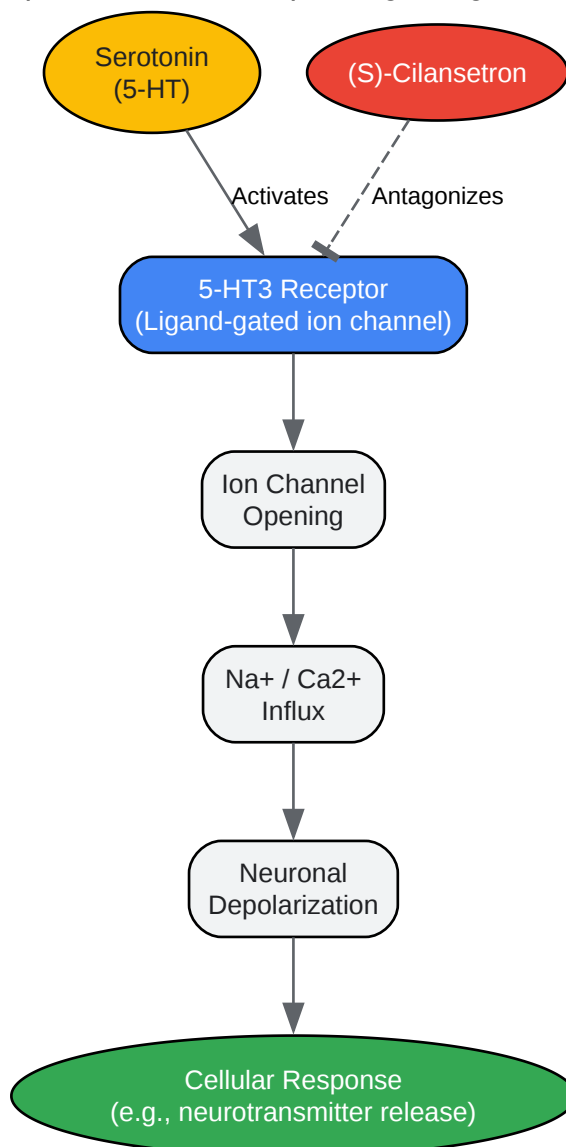 Serotonin
(5-HT)
(S)-Cilansetron
Activates
Antagonizes
5-HT3 Receptor
(Ligand-gated ion channel)
Ion Channel
Opening
Na+ / Ca2+
Influx
Neuronal
Depolarization
Cellular Response
(e.g., neurotransmitter release)